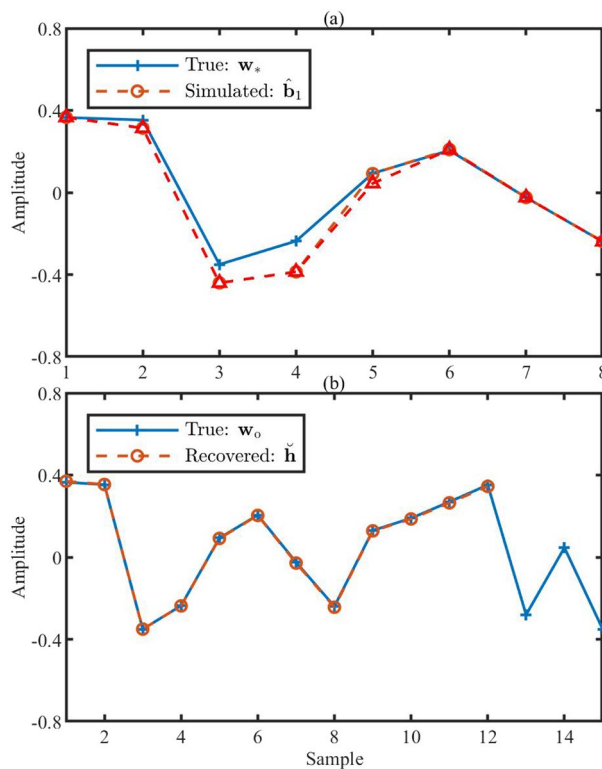 (a)
0.8
True: w*
Simulated: b̂₁
0.4
0
-0.4
-0.8
Amplitude
1 2 3 4 5 6 7 8
(b)
0.8
True: wₒ
Recovered: h̆
0.4
0
-0.4
-0.8
Amplitude
2 4 6 8 10 12 14
Sample